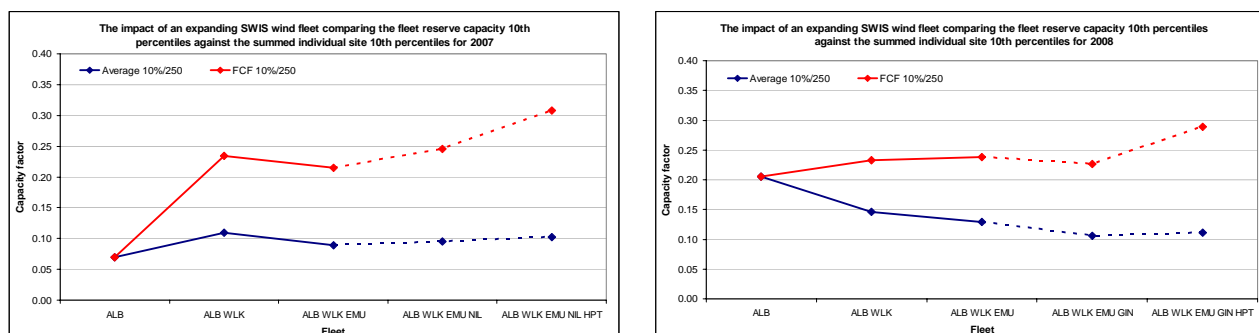 The impact of an expanding SWIS wind fleet comparing the fleet reserve capacity 10th
percentiles against the summed individual site 10th percentiles for 2007
0.40
0.35
0.30
0.25
0.20
0.15
0.10
0.05
0.00
Capacity factor
Average 10%/250
FCF 10%/250
ALB
ALB WLK
ALB WLK EMU
ALB WLK EMU NIL
ALB WLK EMU NIL HPT
Fleet
The impact of an expanding SWIS wind fleet comparing the fleet reserve capacity 10th percentiles
against the summed individual site 10th percentiles for 2008
0.40
0.35
0.30
0.25
0.20
0.15
0.10
0.05
0.00
Capacity factor
Average 10%/250
FCF 10%/250
ALB
ALB WLK
ALB WLK EMU
ALB WLK EMU GIN
ALB WLK EMU GIN HPT
Fleet